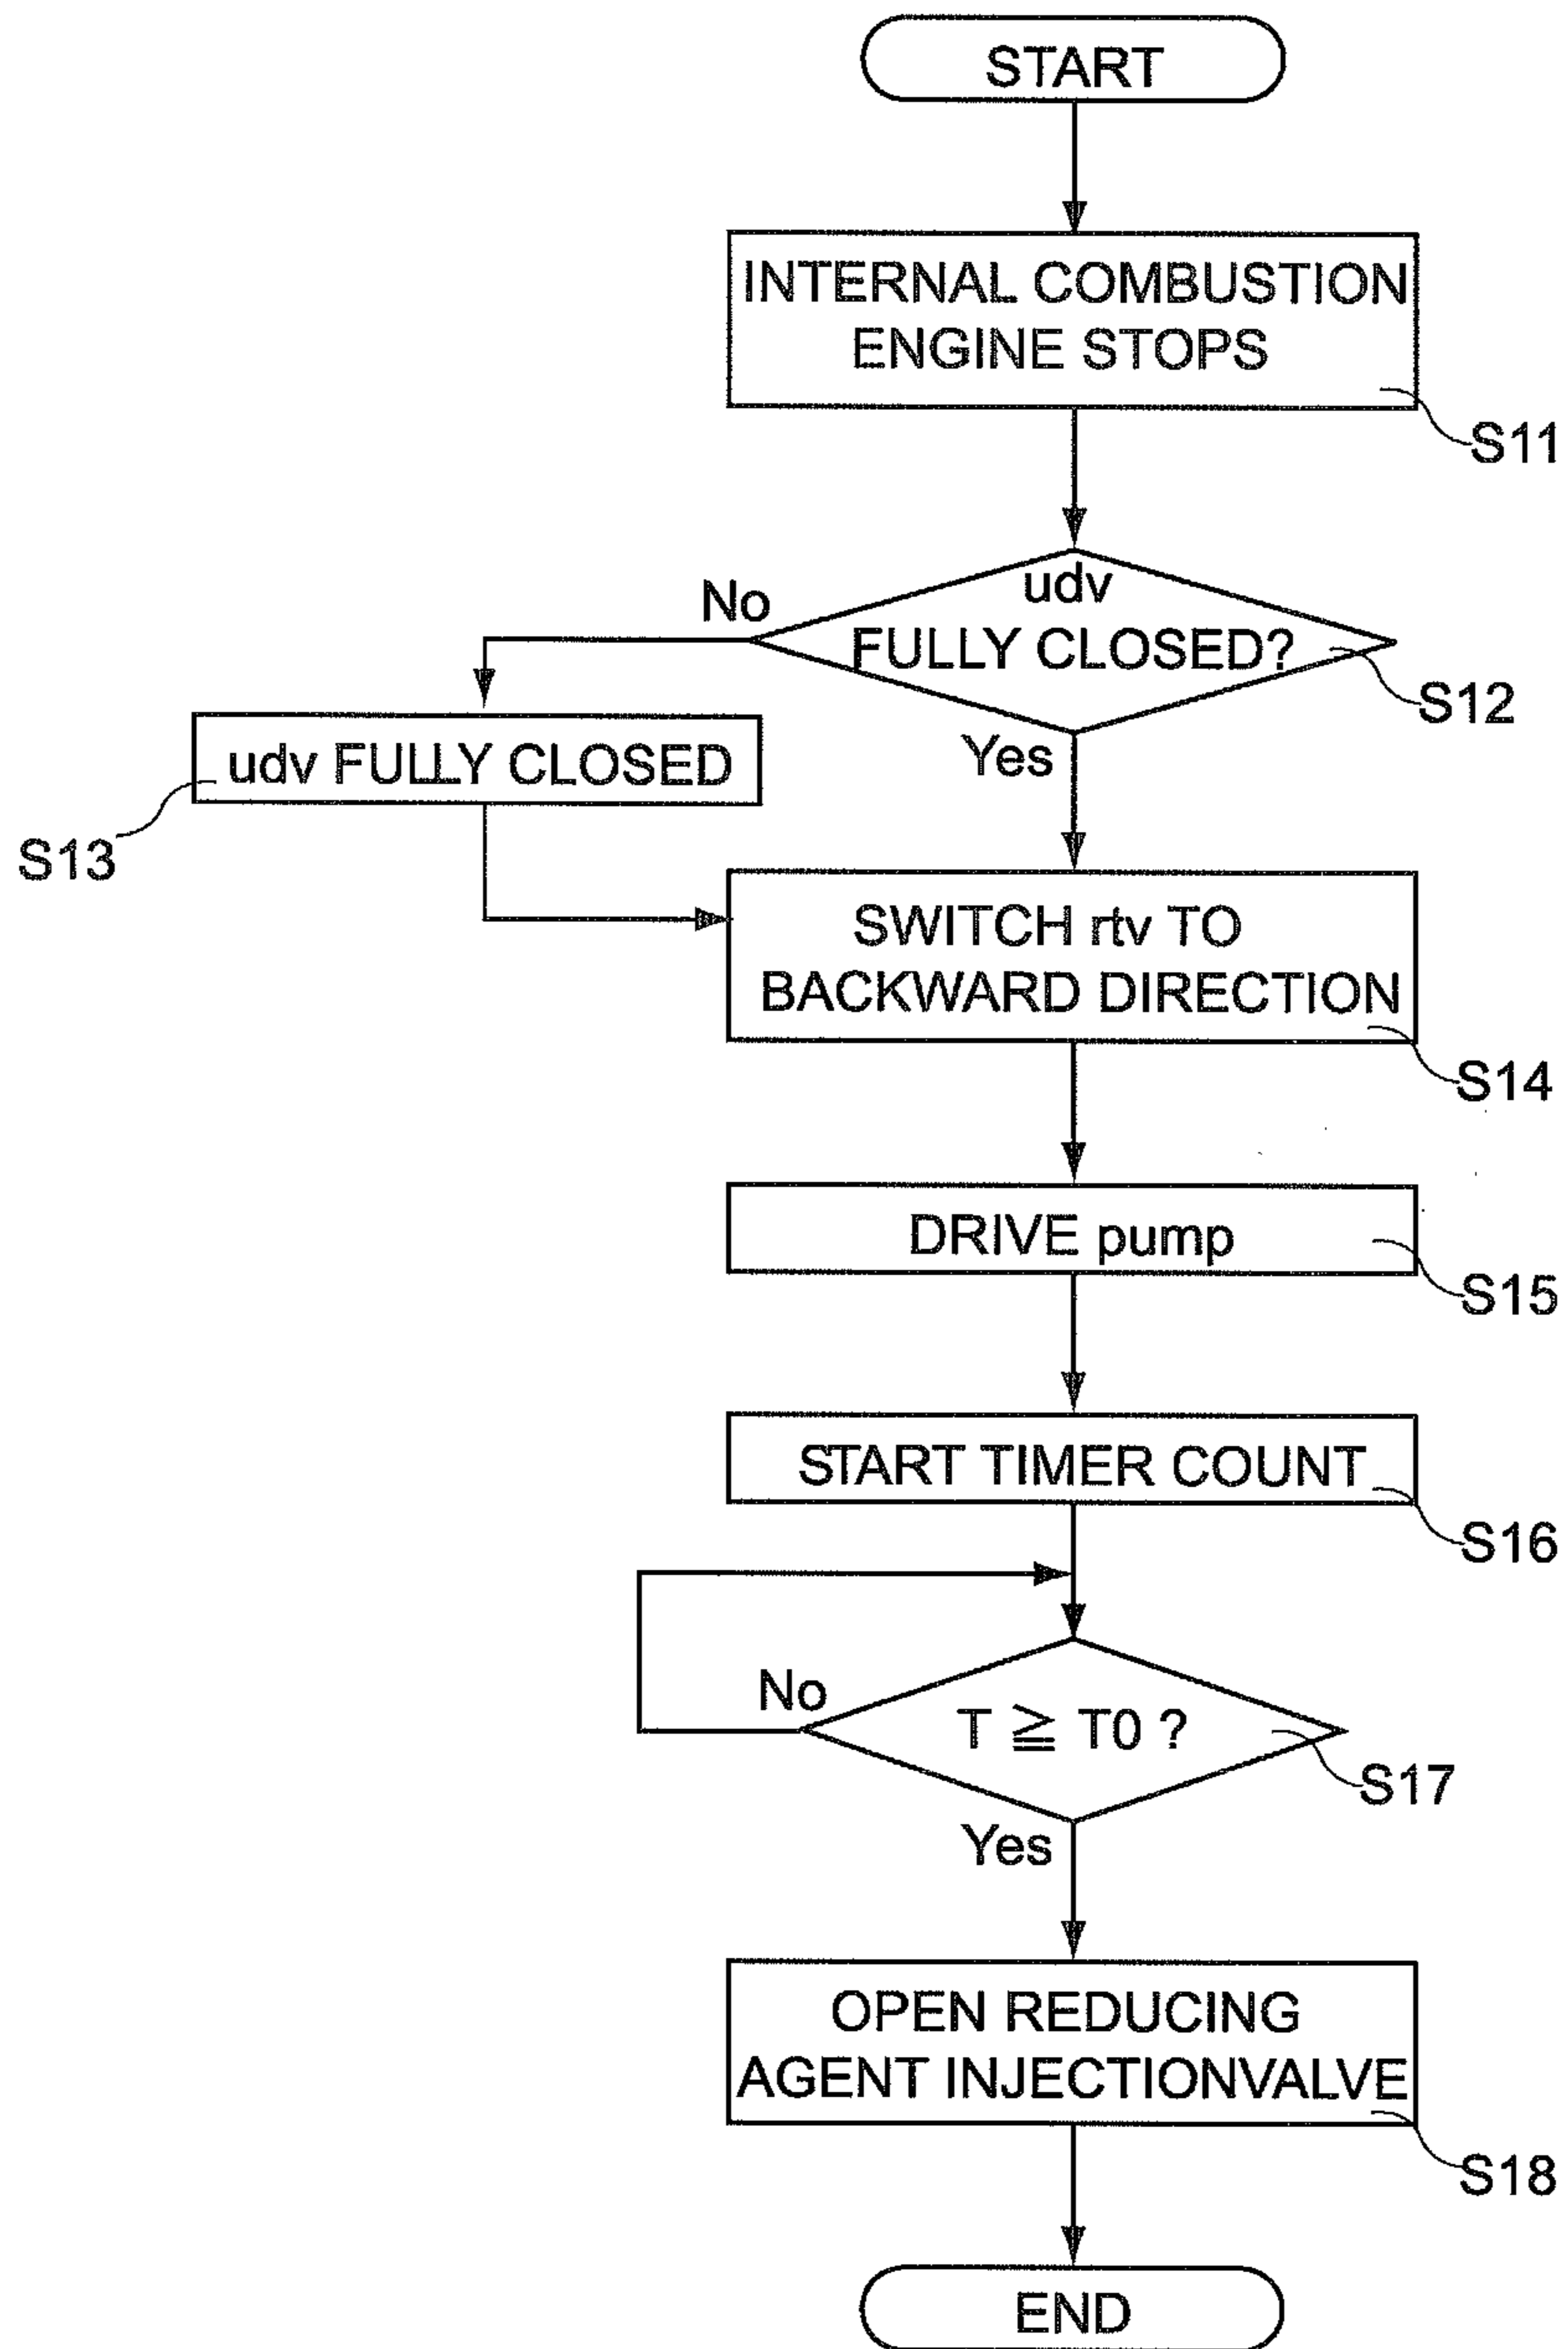 START
INTERNAL COMBUSTION
ENGINE STOPS
S11
udv
FULLY CLOSED?
No
S12
Yes
udv FULLY CLOSED
S13
SWITCH rtv TO
BACKWARD DIRECTION
S14
DRIVE pump
S15
START TIMER COUNT
S16
No
T ≧ T0 ?
S17
Yes
OPEN REDUCING
AGENT INJECTIONVALVE
S18
END